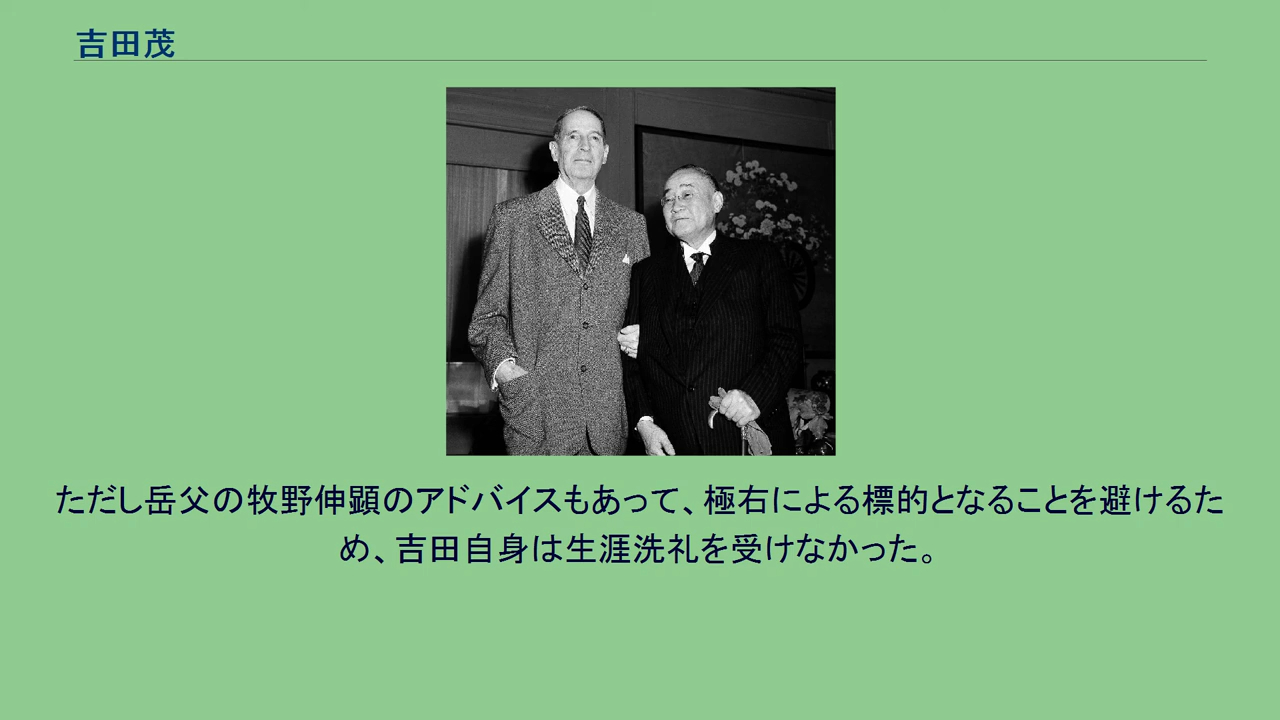 吉田茂
ただし岳父の牧野伸顕のアドバイスもあって、極右による標的となることを避けるた
め、吉田自身は生涯洗礼を受けなかった。